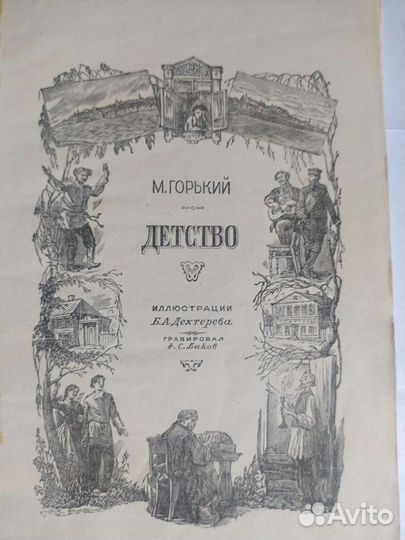 М. ГОРЬКИЙ
ДЕТСТВО
ИЛЛЮСТРАЦИИ
Б.А.Дехтерева
ГРАВИРОВАЛ
Ф.С.Быков
Avito